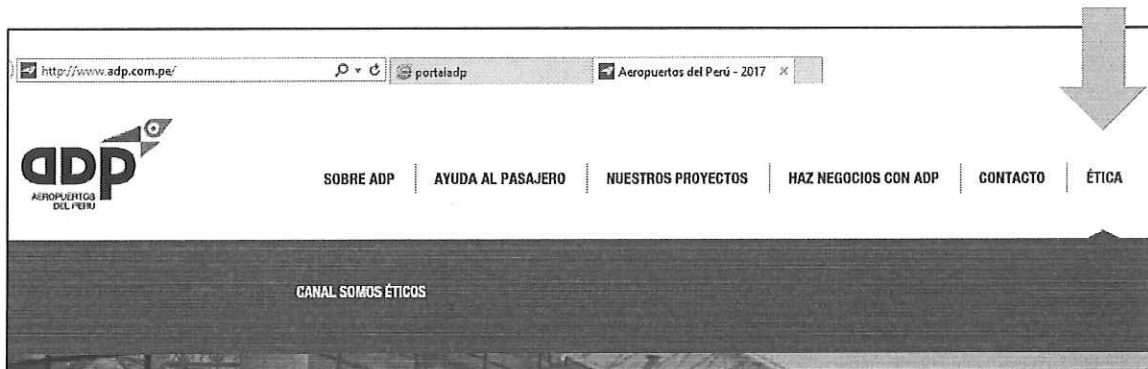 http://www.adp.com.pe/ portaladp Aeropuertos del Perú - 2017
adp
AEROPUERTOS
DEL PERU
SOBRE ADP AYUDA AL PASAJERO NUESTROS PROYECTOS HAZ NEGOCIOS CON ADP CONTACTO ÉTICA
CANAL SOMOS ÉTICOS